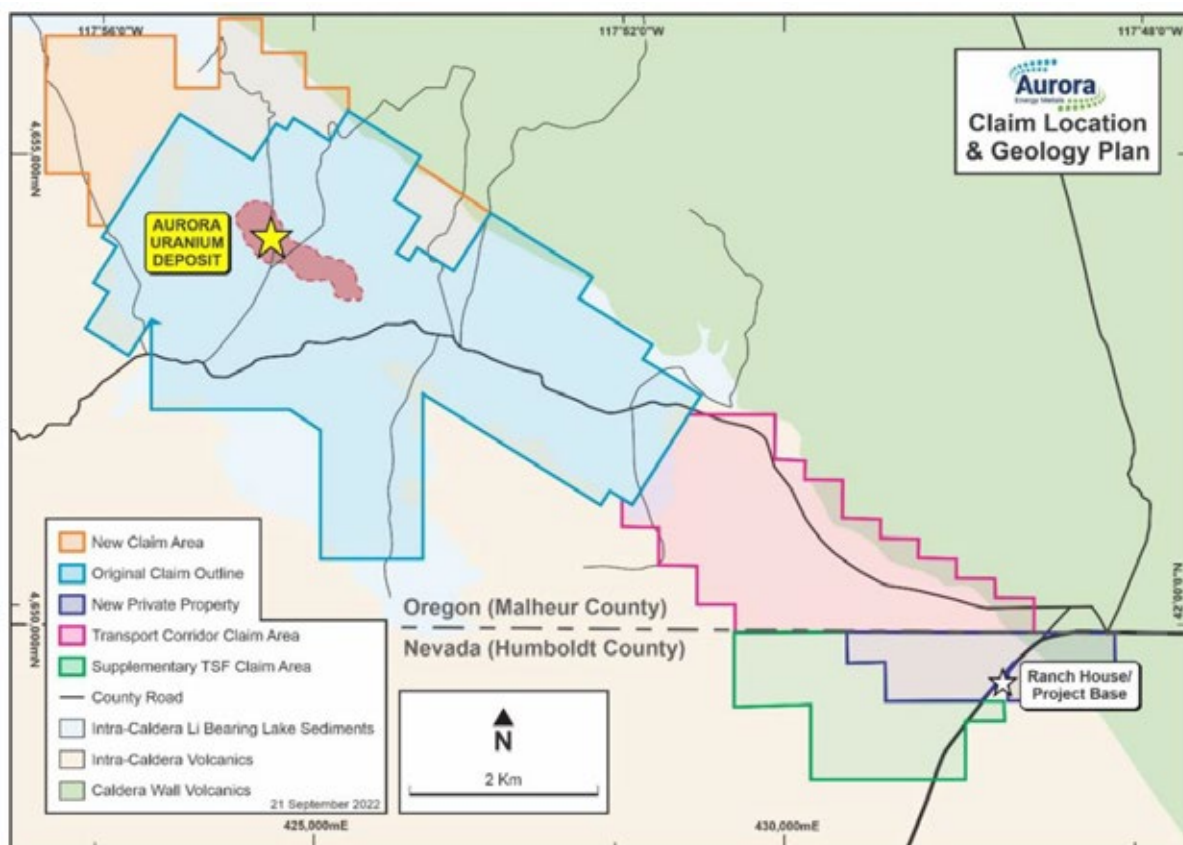 117°56'0"W
117°52'0"W
117°48'0"W
Aurora
Energy Metals
Claim Location
& Geology Plan
4,655,000mN
AURORA
URANIUM
DEPOSIT
New Claim Area
Original Claim Outline
New Private Property
Transport Corridor Claim Area
Supplementary TSF Claim Area
County Road
Intra-Caldera Li Bearing Lake Sediments
Intra-Caldera Volcanics
Caldera Wall Volcanics
21 September 2022
4,650,000mN
Oregon (Malheur County)
Nevada (Humboldt County)
N
2 Km
Ranch House/
Project Base
425,000mE
430,000mE